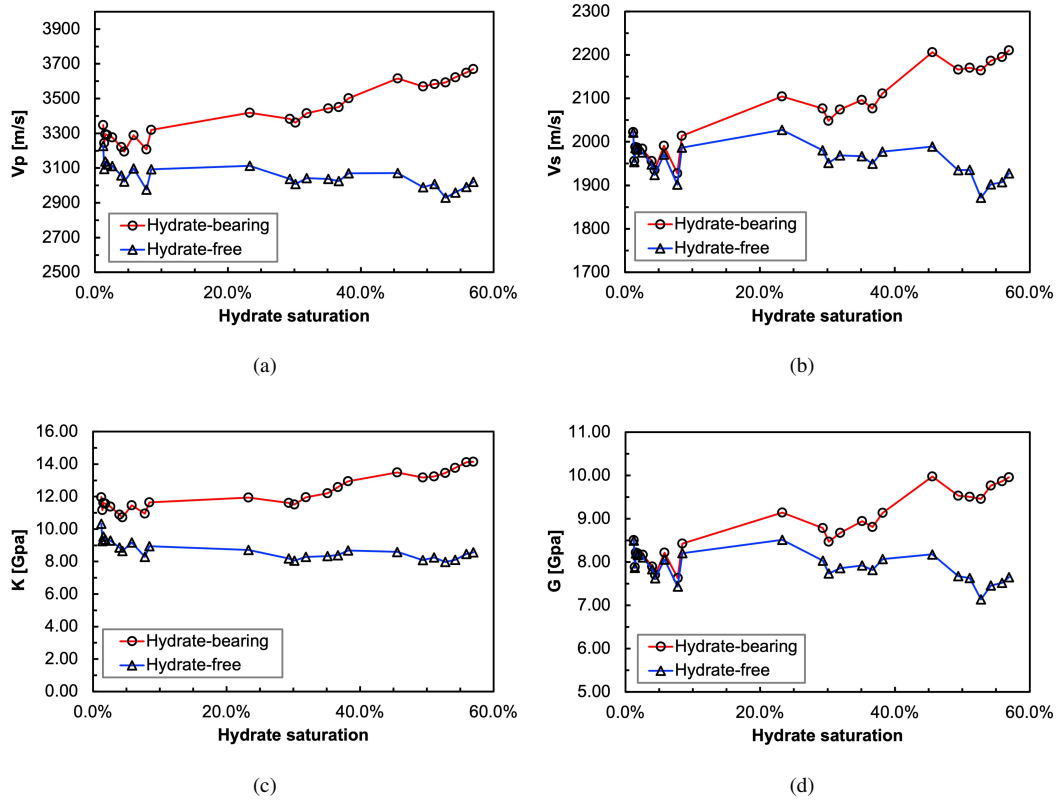 3900
3700
3500
3300
3100
2900
2700
2500
Vp [m/s]
Hydrate-bearing
Hydrate-free
0.0% 20.0% 40.0% 60.0%
Hydrate saturation
(a)
2300
2200
2100
2000
1900
1800
1700
Vs [m/s]
Hydrate-bearing
Hydrate-free
0.0% 20.0% 40.0% 60.0%
Hydrate saturation
(b)
16.00
14.00
12.00
10.00
8.00
6.00
4.00
2.00
0.00
K [Gpa]
Hydrate-bearing
Hydrate-free
0.0% 20.0% 40.0% 60.0%
Hydrate saturation
(c)
11.00
10.00
9.00
8.00
7.00
6.00
5.00
G [Gpa]
Hydrate-bearing
Hydrate-free
0.0% 20.0% 40.0% 60.0%
Hydrate saturation
(d)